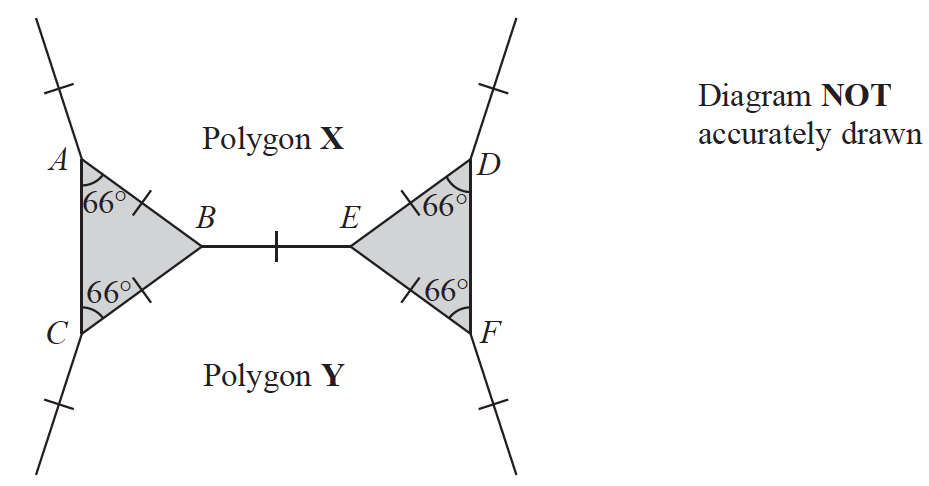 Diagram NOT
accurately drawn
Polygon X
A
D
66°
66°
B
E
66°
66°
C
F
Polygon Y